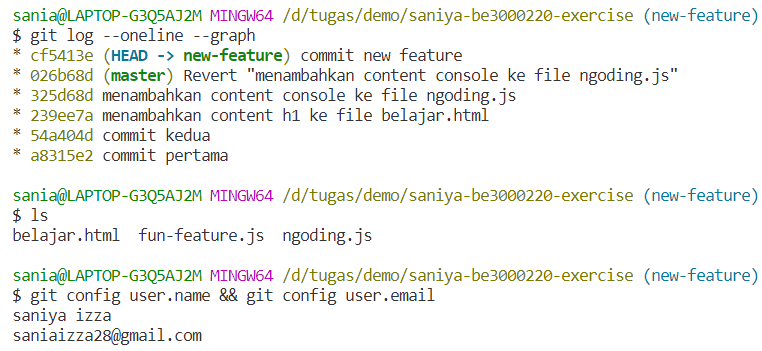 sania@LAPTOP-G3Q5AJ2M MINGW64 /d/tugas/demo/saniya-be3000220-exercise (new-feature)
$ git log --oneline --graph
* cf5413e (HEAD -> new-feature) commit new feature
* 026b68d (master) Revert "menambahkan content console ke file ngoding.js"
* 325d68d menambahkan content console ke file ngoding.js
* 239ee7a menambahkan content h1 ke file belajar.html
* 54a404d commit kedua
* a8315e2 commit pertama
sania@LAPTOP-G3Q5AJ2M MINGW64 /d/tugas/demo/saniya-be3000220-exercise (new-feature)
$ ls
belajar.html  fun-feature.js  ngoding.js
sania@LAPTOP-G3Q5AJ2M MINGW64 /d/tugas/demo/saniya-be3000220-exercise (new-feature)
$ git config user.name && git config user.email
saniya izza
saniaizza28@gmail.com